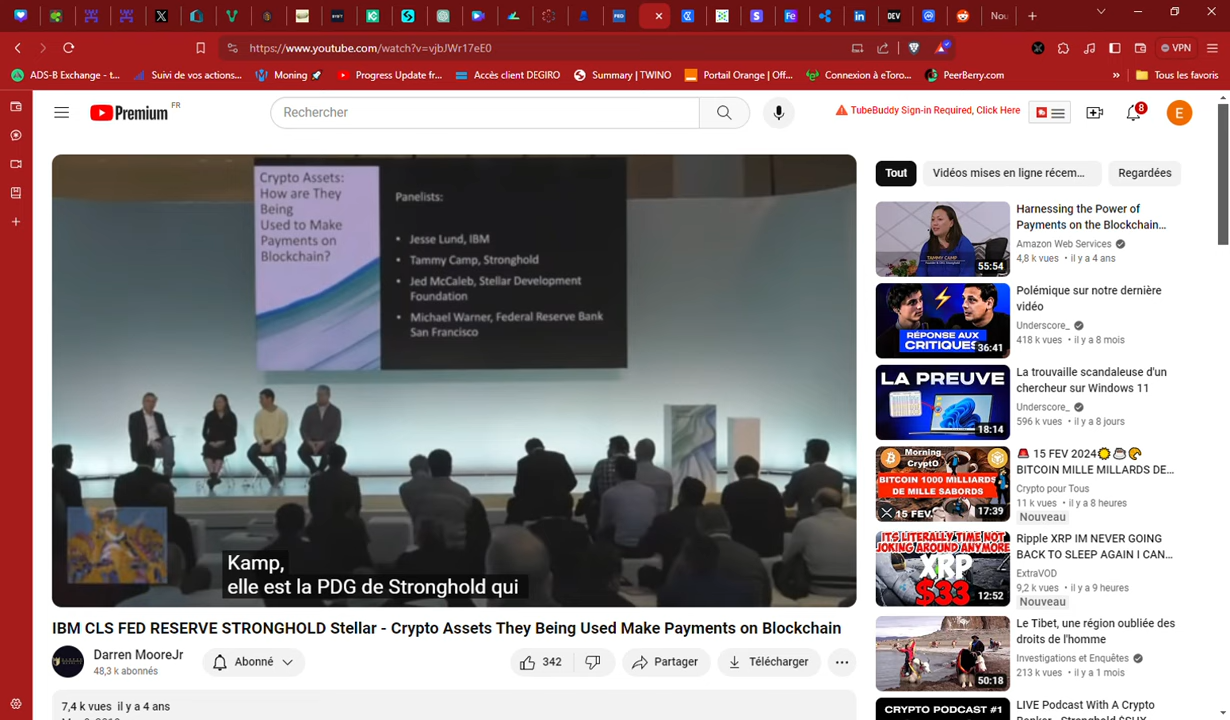 FED
DEV
Nou
https://www.youtube.com/watch?v=vjbJWr17eE0
VPN
ADS-B Exchange - t...
Suivi de vos actions...
Moning
Progress Update fr...
Accès client DEGIRO
Summary | TWINO
Portail Orange | Off...
Connexion à eToro...
PeerBerry.com
»
Tous les favoris
Premium FR
Rechercher
TubeBuddy Sign-in Required, Click Here
8
E
Crypto Assets:
How are They
Being
Used to Make
Payments on
Blockchain?
Panelists:
• Jesse Lund, IBM
• Tammy Camp, Stronghold
• Jed McCaleb, Stellar Development
Foundation
• Michael Warner, Federal Reserve Bank
San Francisco
Kamp,
elle est la PDG de Stronghold qui
IBM CLS FED RESERVE STRONGHOLD Stellar - Crypto Assets They Being Used Make Payments on Blockchain
Darren MooreJr
48,3 k abonnés
Abonné
342
Partager
Télécharger
7,4 k vues il y a 4 ans
Tout
Vidéos mises en ligne récem...
Regardées
TAMMY CAMP
55:54
Harnessing the Power of
Payments on the Blockchain...
Amazon Web Services
4,8 k vues • il y a 4 ans
RÉPONSE AUX
CRITIQUES
36:41
Polémique sur notre dernière
vidéo
Underscore_
418 k vues • il y a 8 mois
LA PREUVE
18:14
La trouvaille scandaleuse d'un
chercheur sur Windows 11
Underscore_
596 k vues • il y a 8 jours
Morning
CryptO
BITCOIN 1000 MILLIARDS
DE MILLE SABORDS
15 FEV.
17:39
15 FEV 2024
BITCOIN MILLE MILLARDS DE...
Crypto pour Tous
11 k vues • il y a 8 heures
Nouveau
ITS LITERALLY TIME NOT
JOKING AROUND ANYMORE
XRP
$33
12:52
Ripple XRP IM NEVER GOING
BACK TO SLEEP AGAIN I CAN...
ExtraVOD
9,2 k vues • il y a 9 heures
Nouveau
50:18
Le Tibet, une région oubliée des
droits de l'homme
Investigations et Enquêtes
213 k vues • il y a 1 mois
CRYPTO PODCAST #1
LIVE Podcast With A Crypto